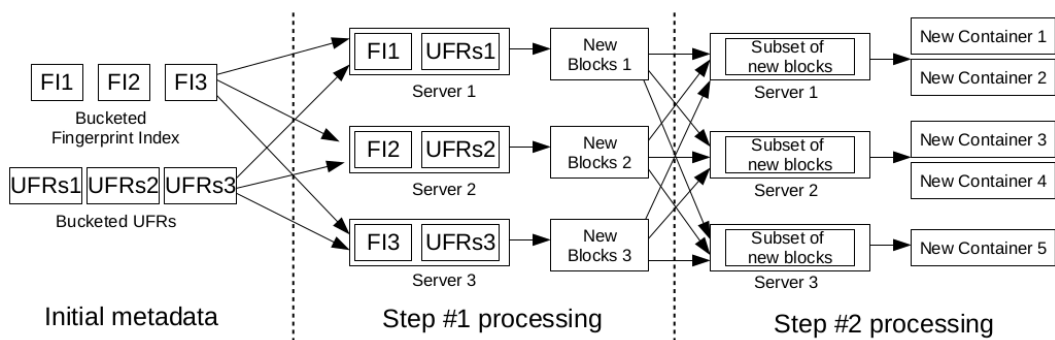 FI1 FI2 FI3
Bucketed
Fingerprint Index
UFRs1 UFRs2 UFRs3
Bucketed UFRs
Initial metadata
FI1 UFRs1
Server 1
FI2 UFRs2
Server 2
FI3 UFRs3
Server 3
New
Blocks 1
New
Blocks 2
New
Blocks 3
Step #1 processing
Subset of
new blocks
Server 1
Subset of
new blocks
Server 2
Subset of
new blocks
Server 3
New Container 1
New Container 2
New Container 3
New Container 4
New Container 5
Step #2 processing